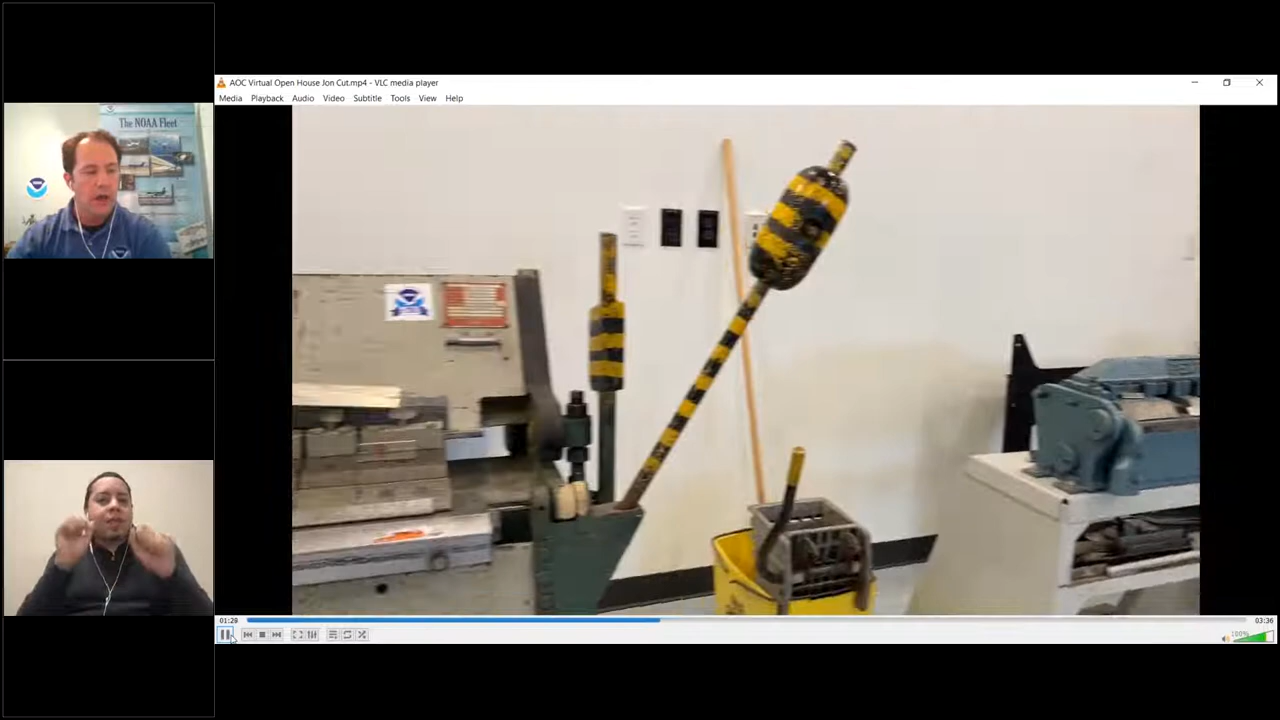 The NOAA Fleet
AOC Virtual Open House Jon Cut.mp4 - VLC media player
Media Playback Audio Video Subtitle Tools View Help
01:29
03:36
100%